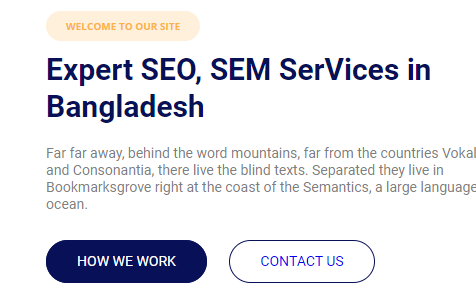 WELCOME TO OUR SITE
Expert SEO, SEM SerVices in
Bangladesh
Far far away, behind the word mountains, far from the countries Vokal
and Consonantia, there live the blind texts. Separated they live in
Bookmarksgrove right at the coast of the Semantics, a large language
ocean.
HOW WE WORK
CONTACT US